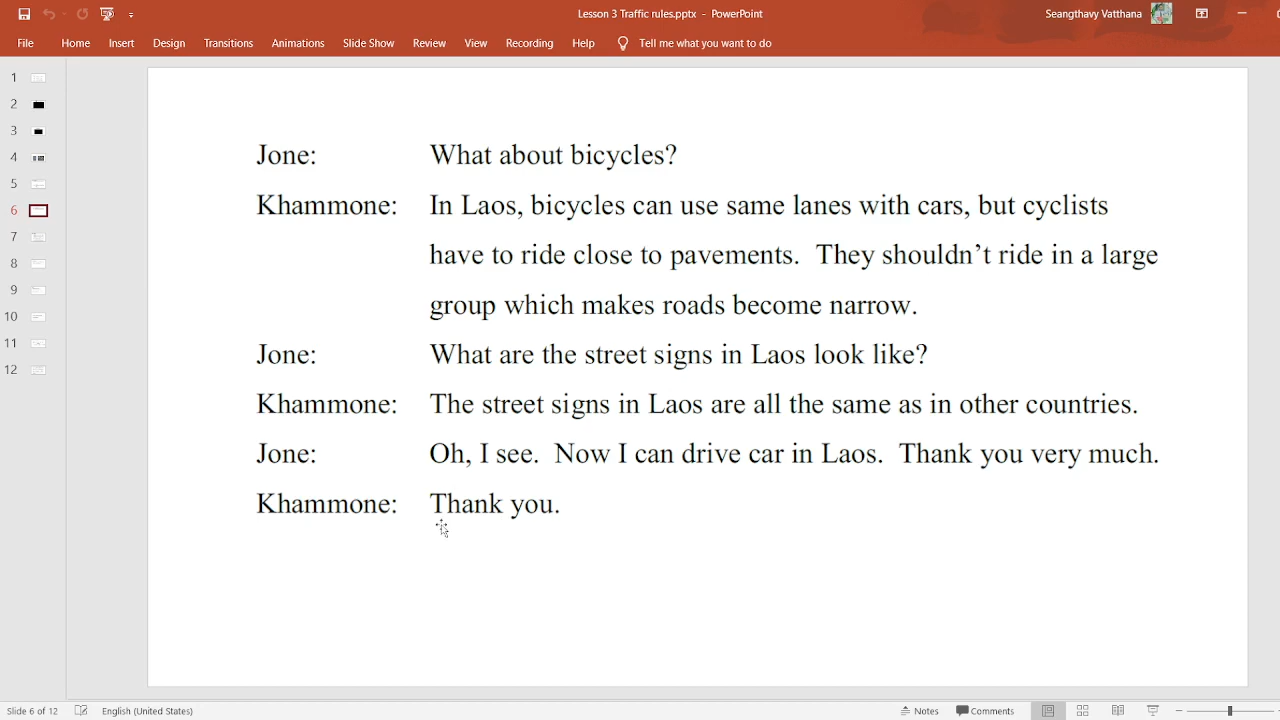 Lesson 3 Traffic rules.pptx - PowerPoint
Seangthavy Vatthana
File Home Insert Design Transitions Animations Slide Show Review View Recording Help Tell me what you want to do
1
2
3
4
5
6
7
8
9
10
11
12
Jone: What about bicycles?
Khammone: In Laos, bicycles can use same lanes with cars, but cyclists
have to ride close to pavements. They shouldn't ride in a large
group which makes roads become narrow.
Jone: What are the street signs in Laos look like?
Khammone: The street signs in Laos are all the same as in other countries.
Jone: Oh, I see. Now I can drive car in Laos. Thank you very much.
Khammone: Thank you.
Slide 6 of 12 English (United States) Notes Comments